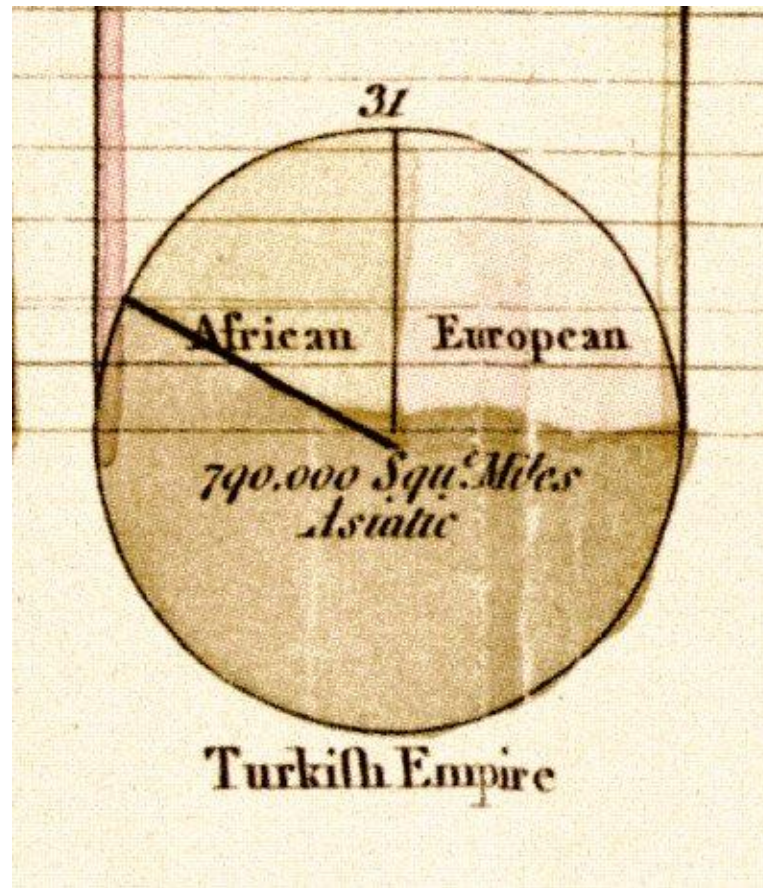 31
African European
790.000 Squ.ᵉ Miles
Asiatic
Turkiſh Empire